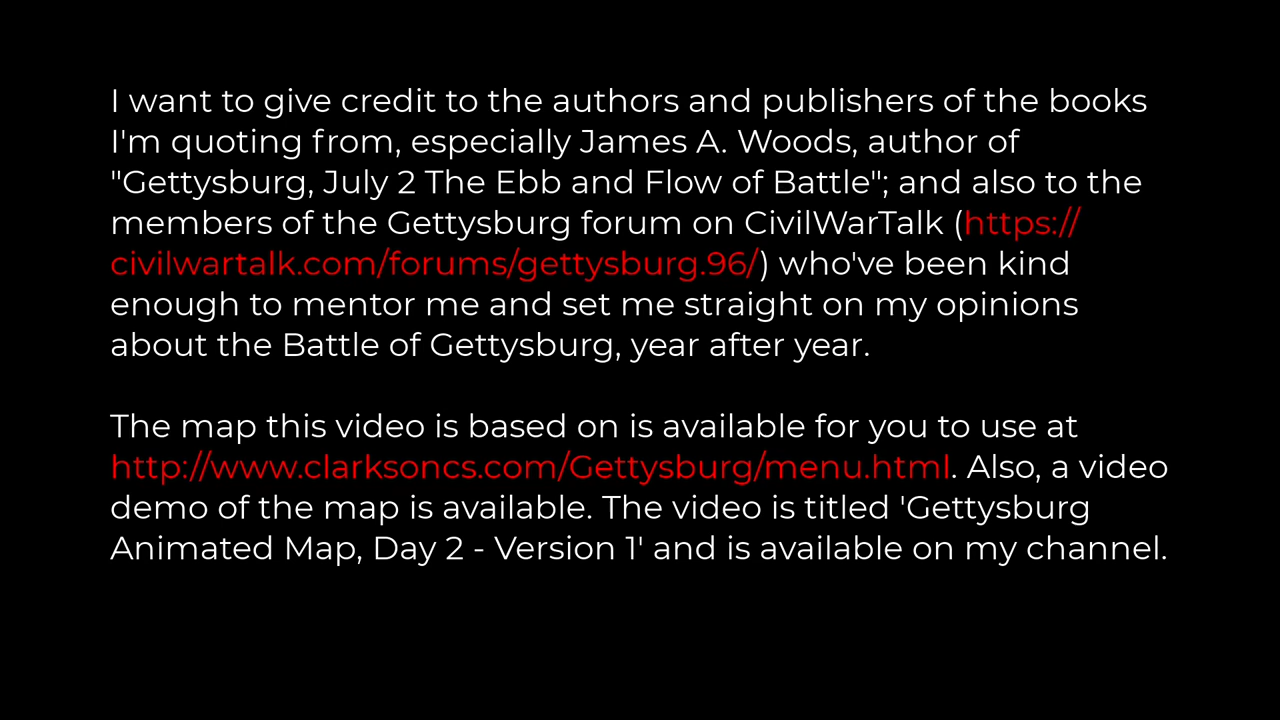 I want to give credit to the authors and publishers of the books
I'm quoting from, especially James A. Woods, author of
"Gettysburg, July 2 The Ebb and Flow of Battle"; and also to the
members of the Gettysburg forum on CivilWarTalk (https://
civilwartalk.com/forums/gettysburg.96/) who've been kind
enough to mentor me and set me straight on my opinions
about the Battle of Gettysburg, year after year.
The map this video is based on is available for you to use at
http://www.clarksoncs.com/Gettysburg/menu.html. Also, a video
demo of the map is available. The video is titled 'Gettysburg
Animated Map, Day 2 - Version 1' and is available on my channel.